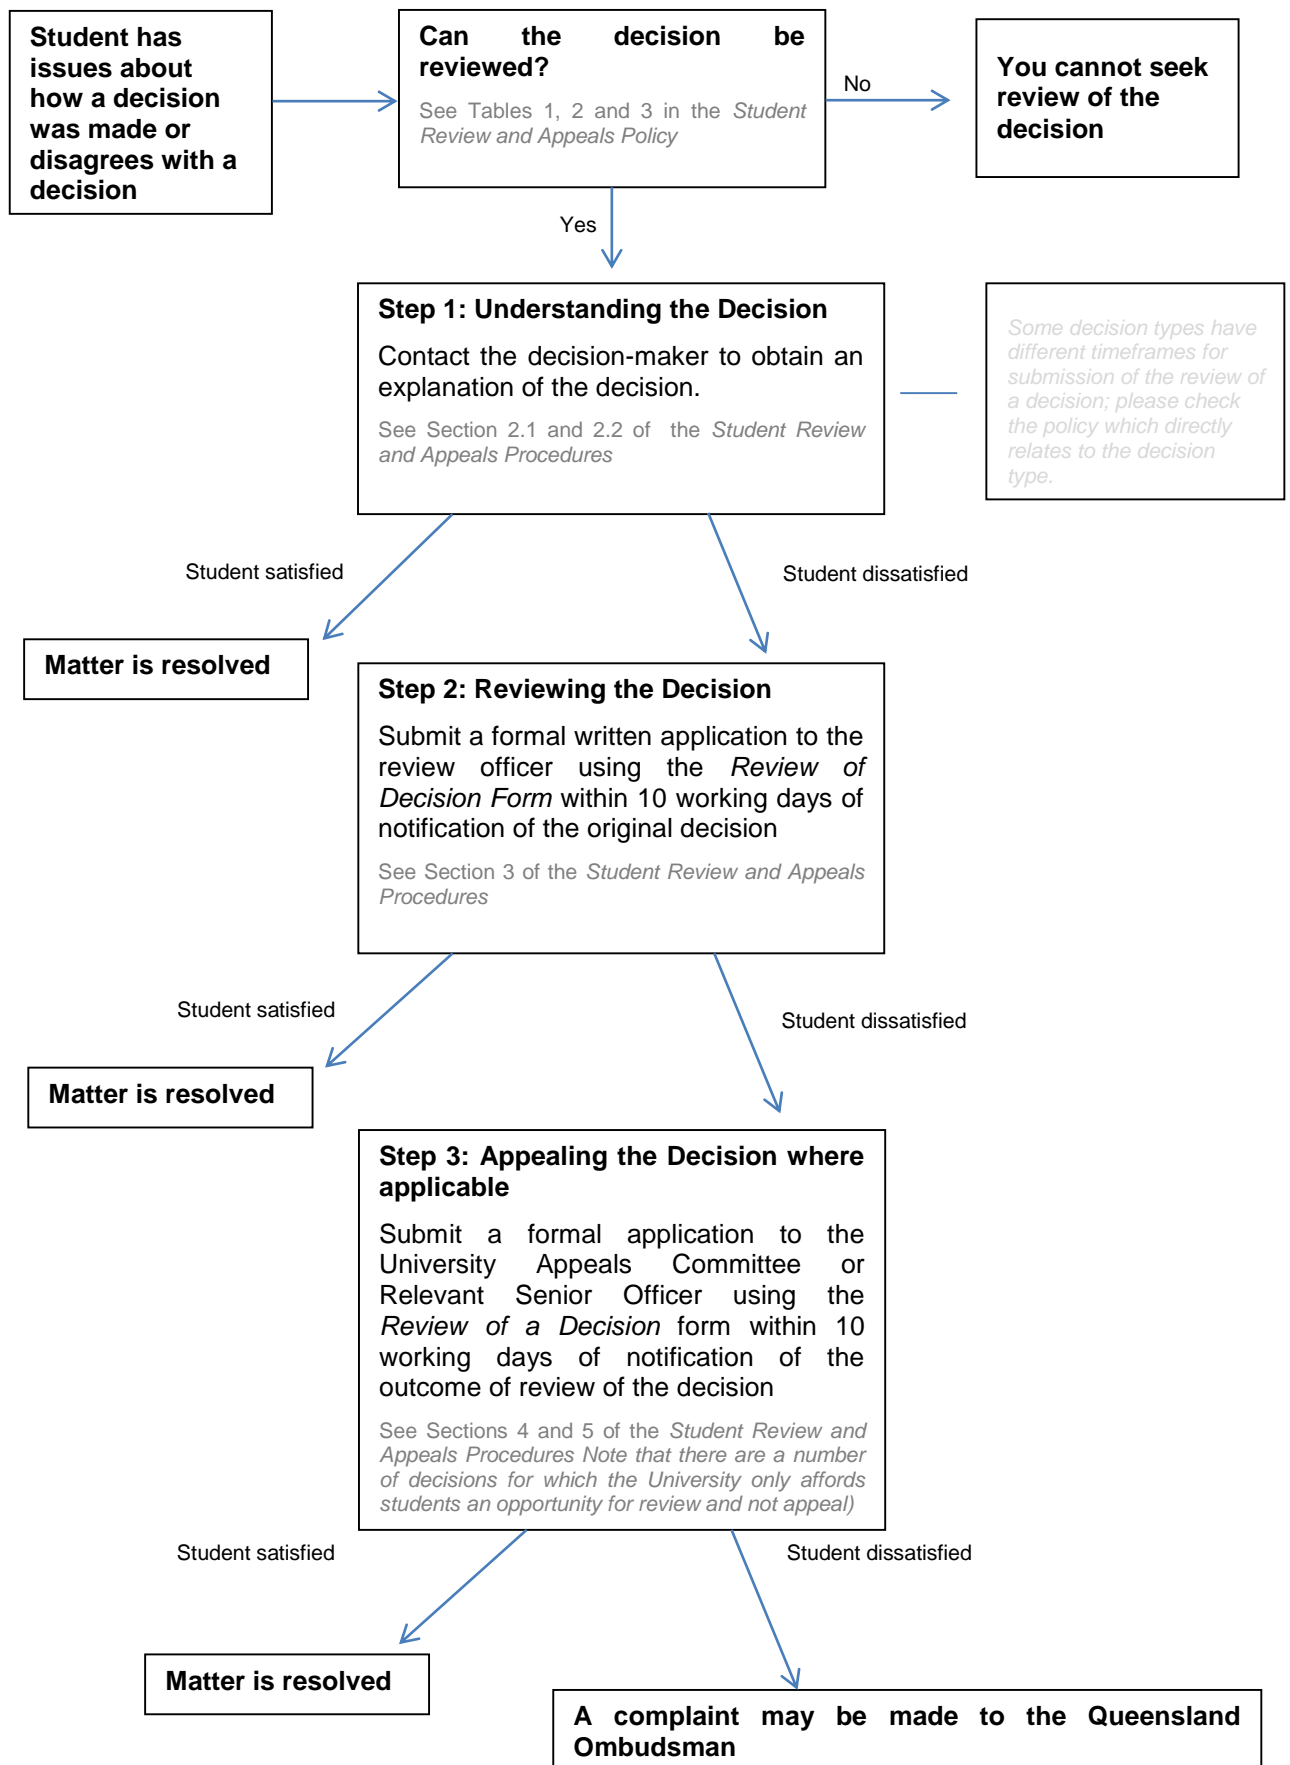 Student has
issues about
how a decision
was made or
disagrees with a
decision
Can the decision be
reviewed?
See Tables 1, 2 and 3 in the Student
Review and Appeals Policy
No
You cannot seek
review of the
decision
Yes
Step 1: Understanding the Decision
Contact the decision-maker to obtain an
explanation of the decision.
See Section 2.1 and 2.2 of the Student Review
and Appeals Procedures
Some decision types have
different timeframes for
submission of the review of
a decision; please check
the policy which directly
relates to the decision
type.
Student satisfied
Student dissatisfied
Matter is resolved
Step 2: Reviewing the Decision
Submit a formal written application to the
review officer using the Review of
Decision Form within 10 working days of
notification of the original decision
See Section 3 of the Student Review and Appeals
Procedures
Student satisfied
Student dissatisfied
Matter is resolved
Step 3: Appealing the Decision where
applicable
Submit a formal application to the
University Appeals Committee or
Relevant Senior Officer using the
Review of a Decision form within 10
working days of notification of the
outcome of review of the decision
See Sections 4 and 5 of the Student Review and
Appeals Procedures Note that there are a number
of decisions for which the University only affords
students an opportunity for review and not appeal)
Student satisfied
Student dissatisfied
Matter is resolved
A complaint may be made to the Queensland
Ombudsman